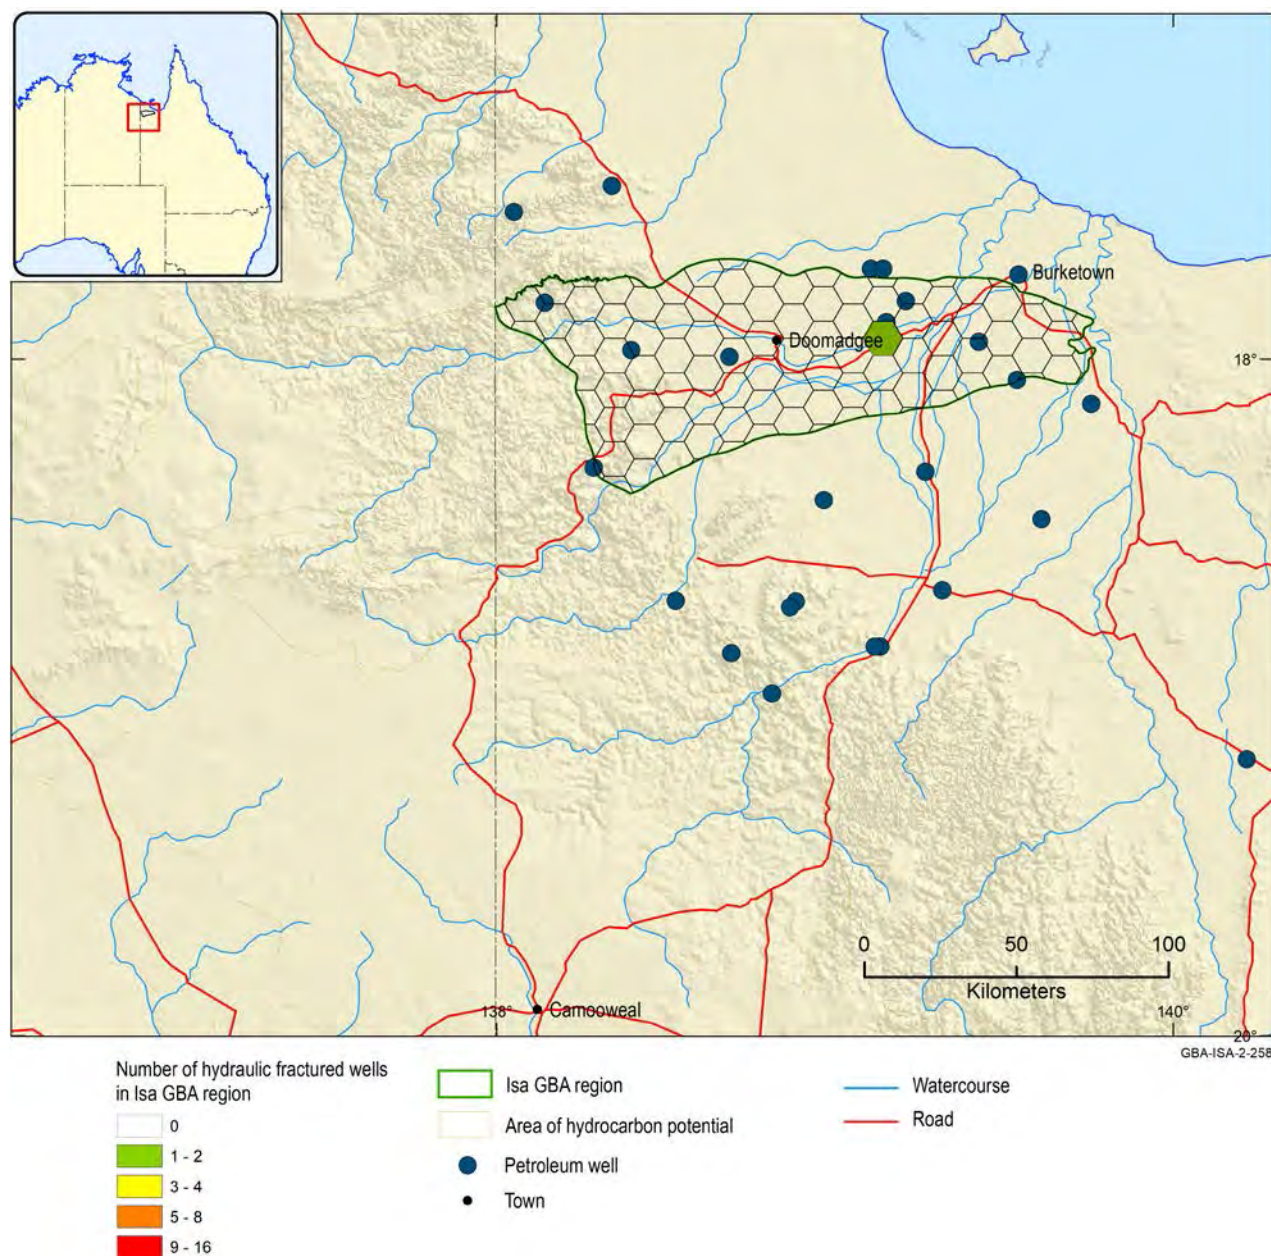 Burketown
Doomadgee
18°
0 50 100
Kilometers
138°
Camooweal
140°
20°
GBA-ISA-2-258
Number of hydraulic fractured wells
in Isa GBA region
0
1 - 2
3 - 4
5 - 8
9 - 16
Isa GBA region
Area of hydrocarbon potential
Petroleum well
Town
Watercourse
Road